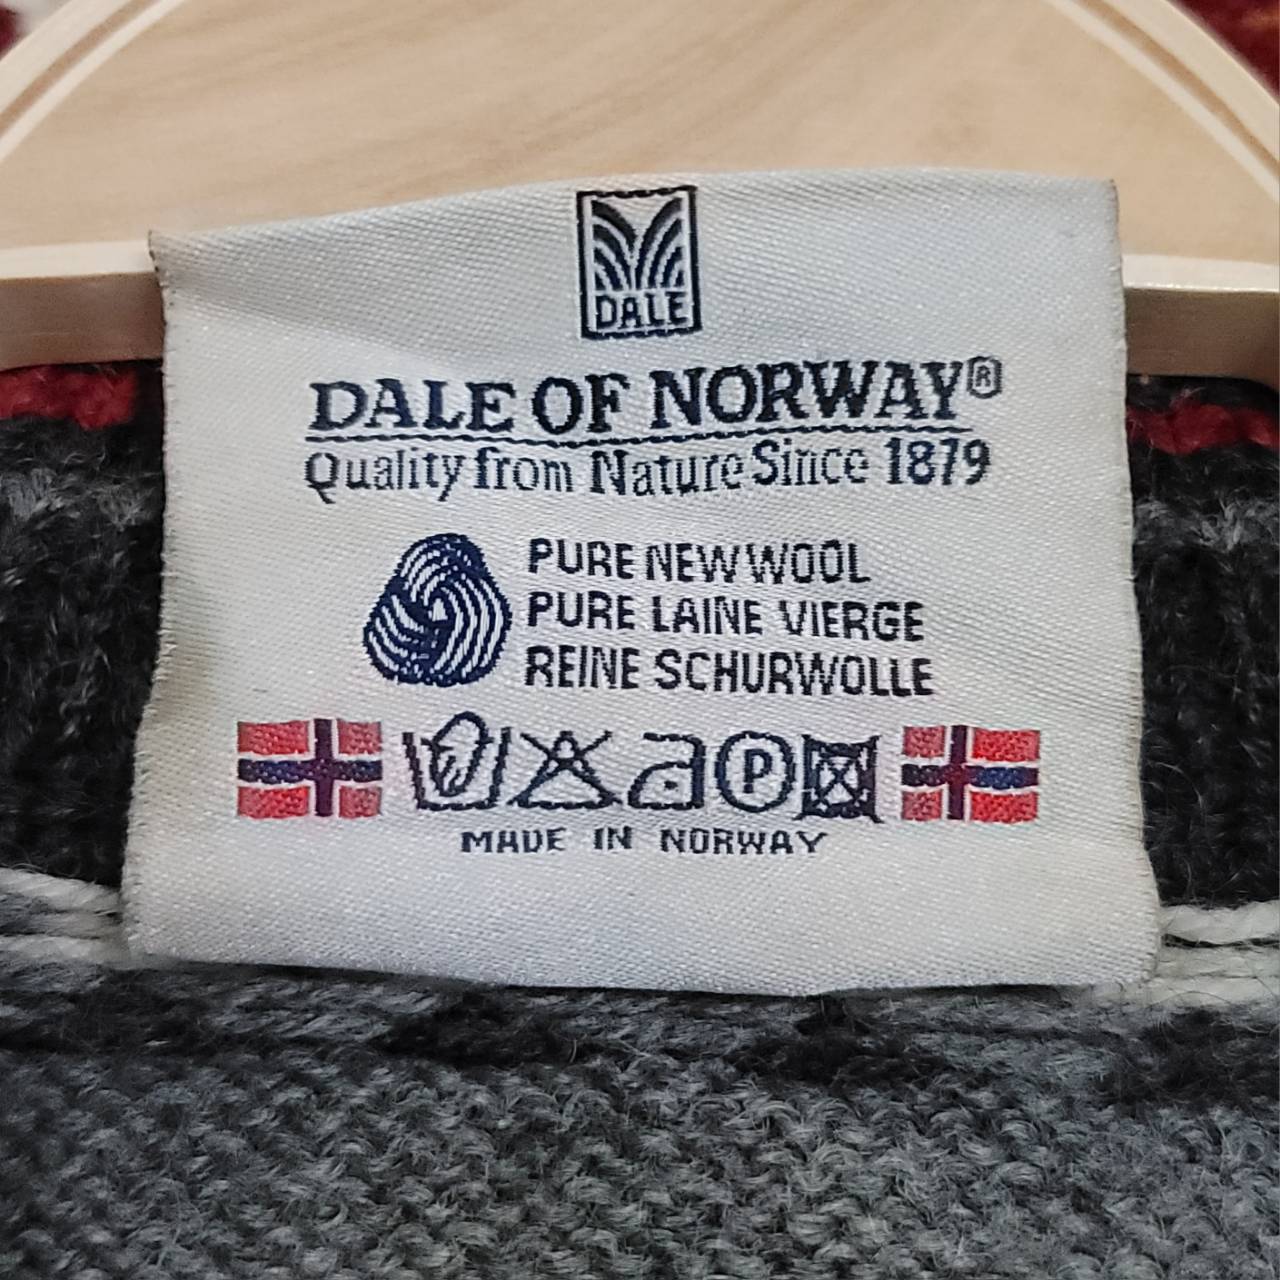 DALE
DALE OF NORWAY®
Quality from Nature Since 1879
PURE NEW WOOL
PURE LAINE VIERGE
REINE SCHURWOLLE
P
MADE IN NORWAY